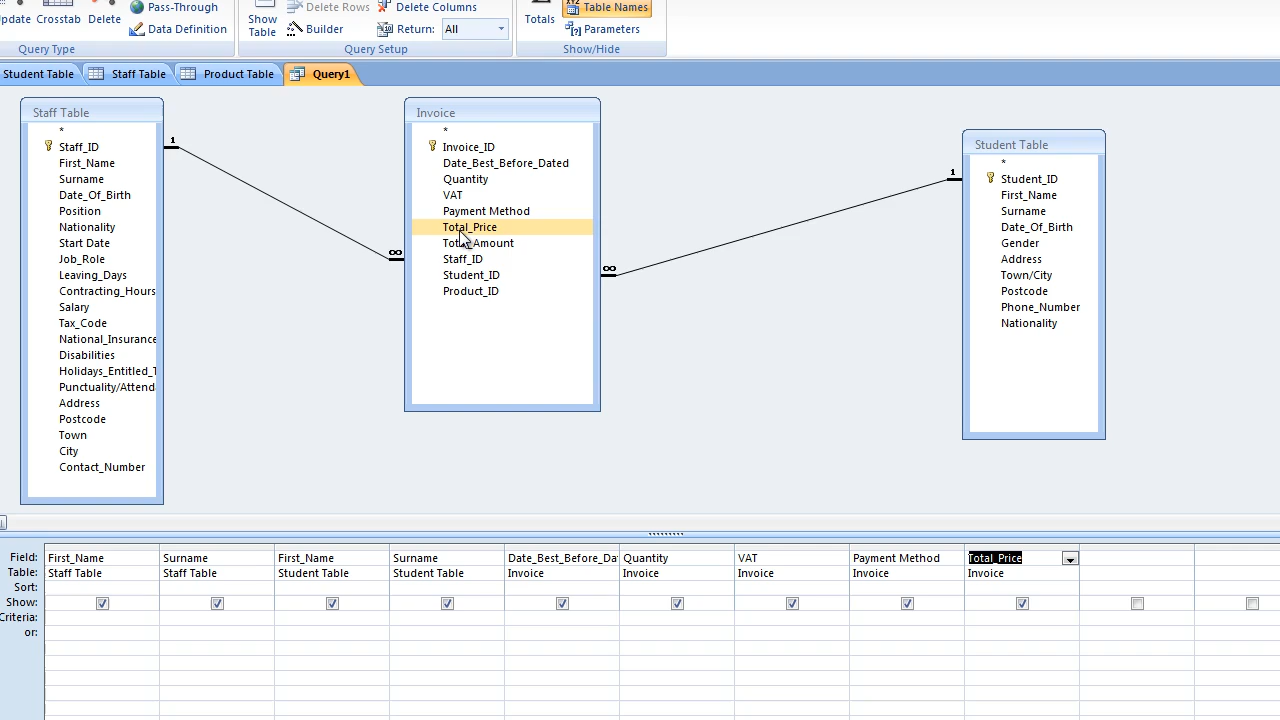 Update Crosstab Delete Pass-Through Data Definition
Query Type
Show Table
Delete Rows
Builder
Delete Columns
Return: All
Query Setup
Totals
Table Names
Parameters
Show/Hide
Student Table Staff Table Product Table Query1
Staff Table
*
Staff_ID
First_Name
Surname
Date_Of_Birth
Position
Nationality
Start Date
Job_Role
Leaving_Days
Contracting_Hours
Salary
Tax_Code
National_Insurance
Disabilities
Holidays_Entitled_T
Punctuality/Attend
Address
Postcode
Town
City
Contact_Number
1
∞
Invoice
*
Invoice_ID
Date_Best_Before_Dated
Quantity
VAT
Payment Method
Total_Price
Total_Amount
Staff_ID
Student_ID
Product_ID
∞
1
Student Table
*
Student_ID
First_Name
Surname
Date_Of_Birth
Gender
Address
Town/City
Postcode
Phone_Number
Nationality
Field: First_Name Surname First_Name Surname Date_Best_Before_Da Quantity VAT Payment Method Total_Price
Table: Staff Table Staff Table Student Table Student Table Invoice Invoice Invoice Invoice Invoice
Sort:
Show:
Criteria:
or: